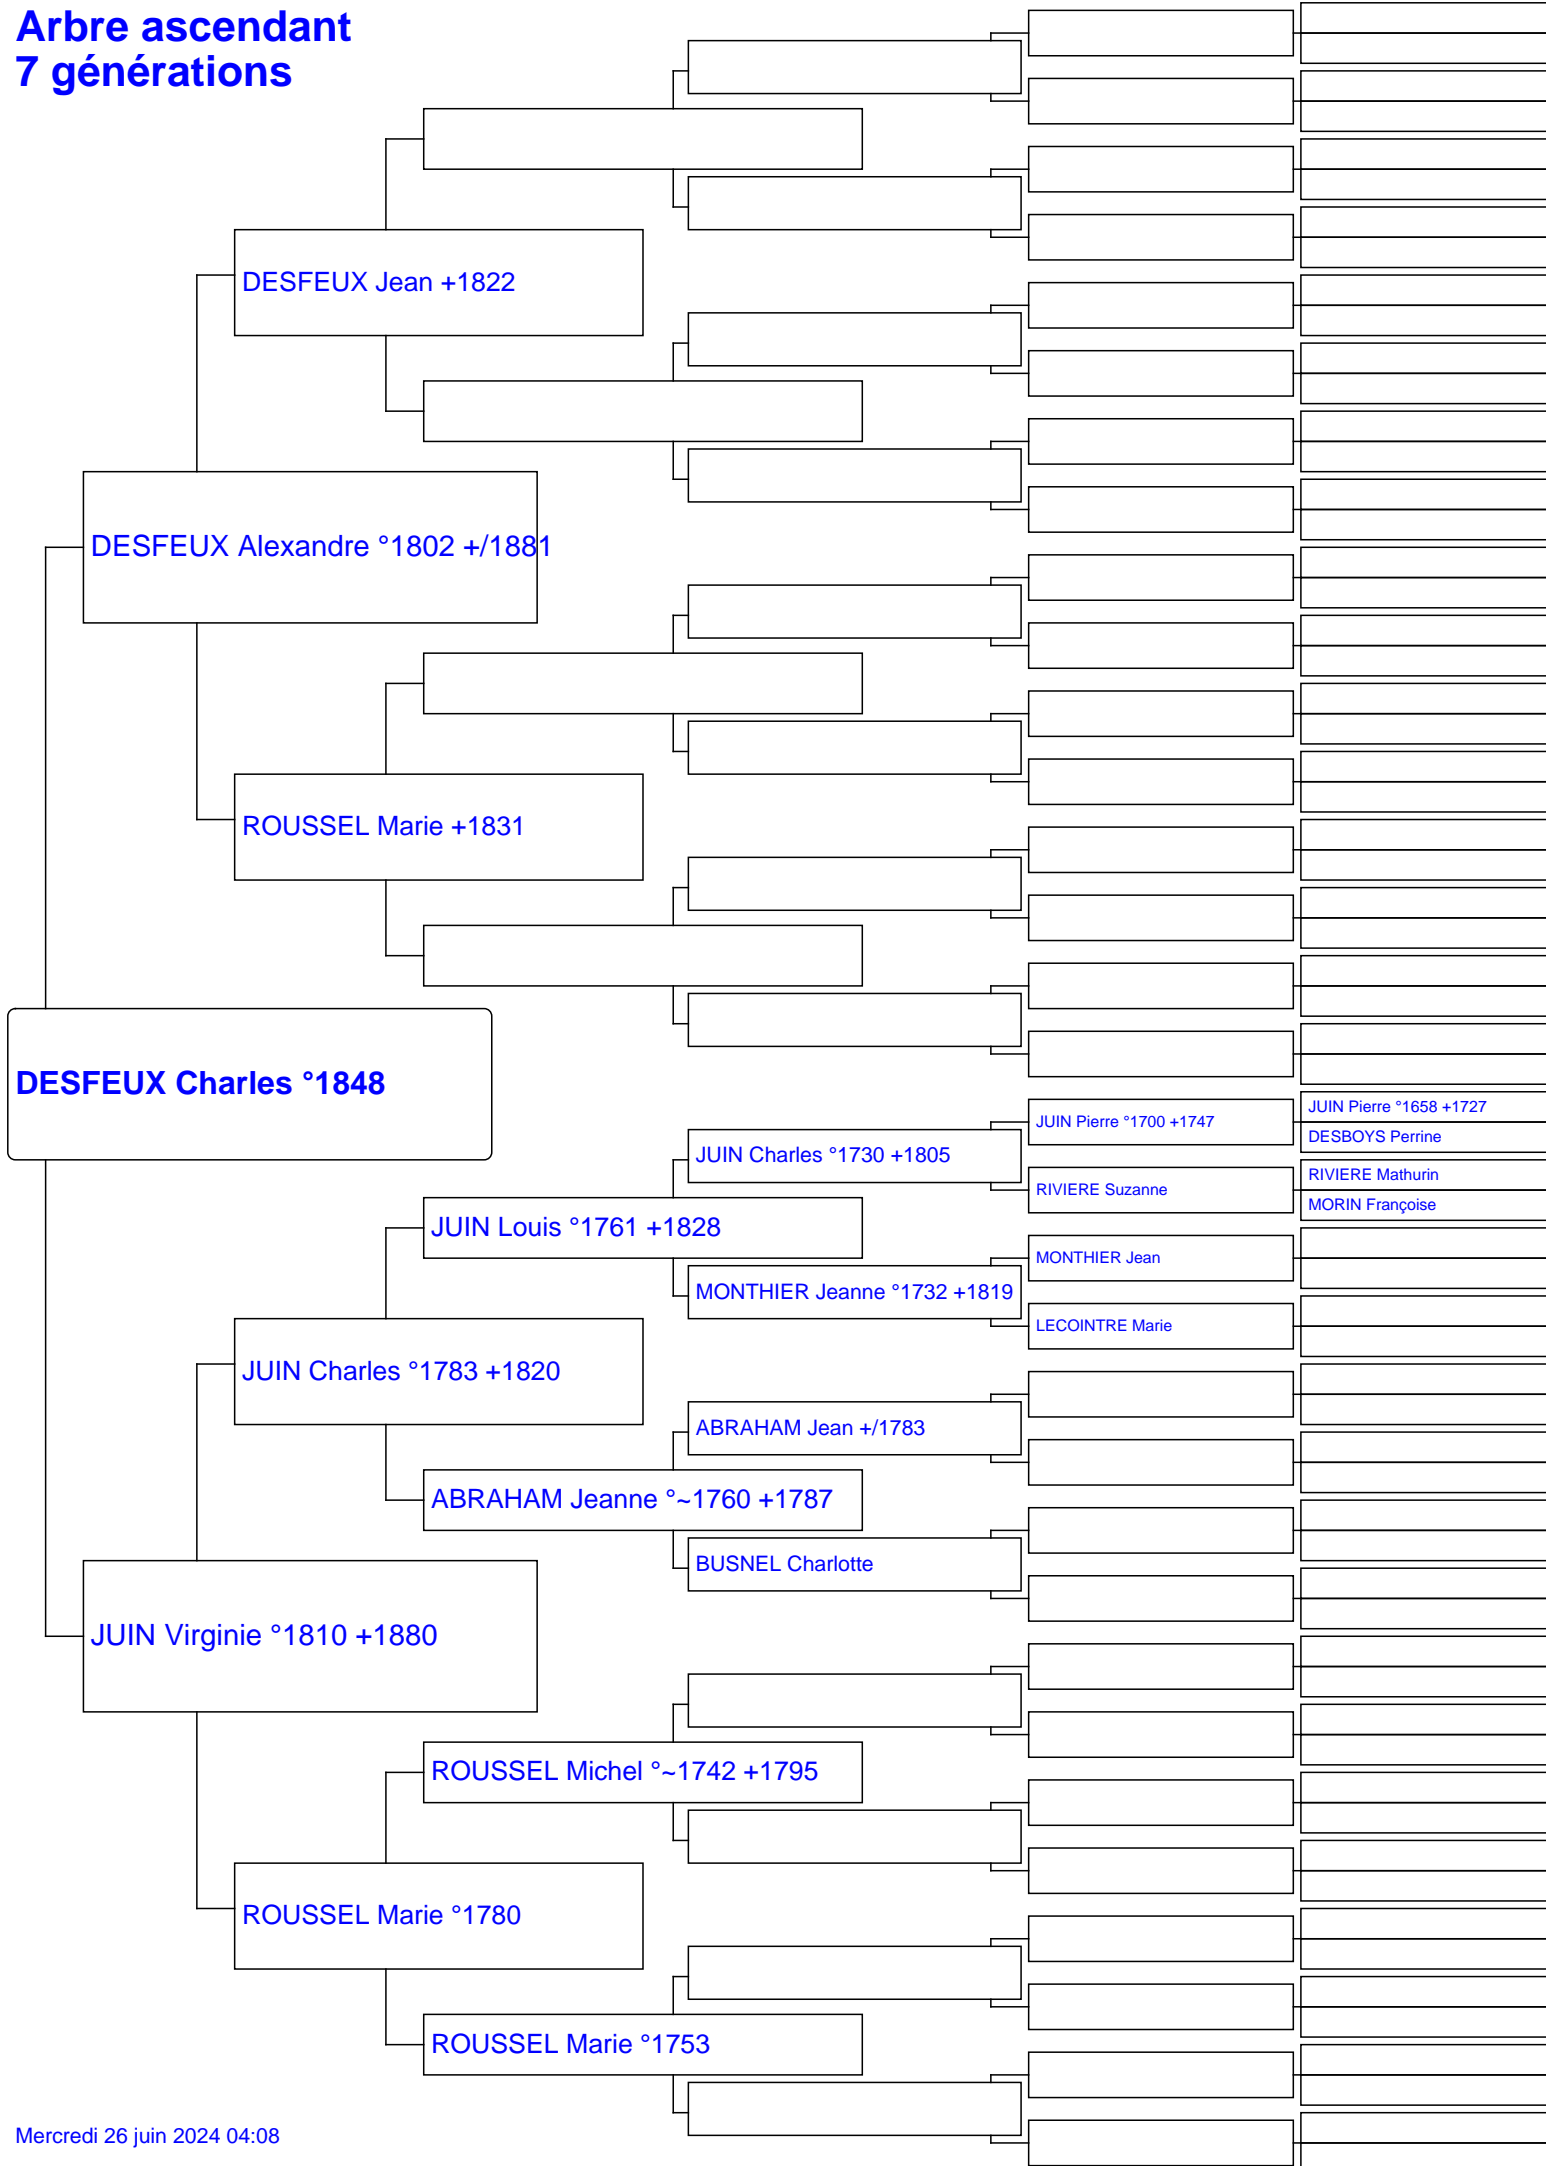 Arbre ascendant
7 générations
DESFEUX Jean +1822
DESFEUX Alexandre °1802 +/1881
ROUSSEL Marie +1831
DESFEUX Charles °1848
JUIN Pierre °1658 +1727
JUIN Pierre °1700 +1747
DESBOYS Perrine
JUIN Charles °1730 +1805
RIVIERE Mathurin
RIVIERE Suzanne
MORIN Françoise
JUIN Louis °1761 +1828
MONTHIER Jean
MONTHIER Jeanne °1732 +1819
LECOINTRE Marie
JUIN Charles °1783 +1820
ABRAHAM Jean +/1783
ABRAHAM Jeanne °~1760 +1787
BUSNEL Charlotte
JUIN Virginie °1810 +1880
ROUSSEL Michel °~1742 +1795
ROUSSEL Marie °1780
ROUSSEL Marie °1753
Mercredi 26 juin 2024 04:08